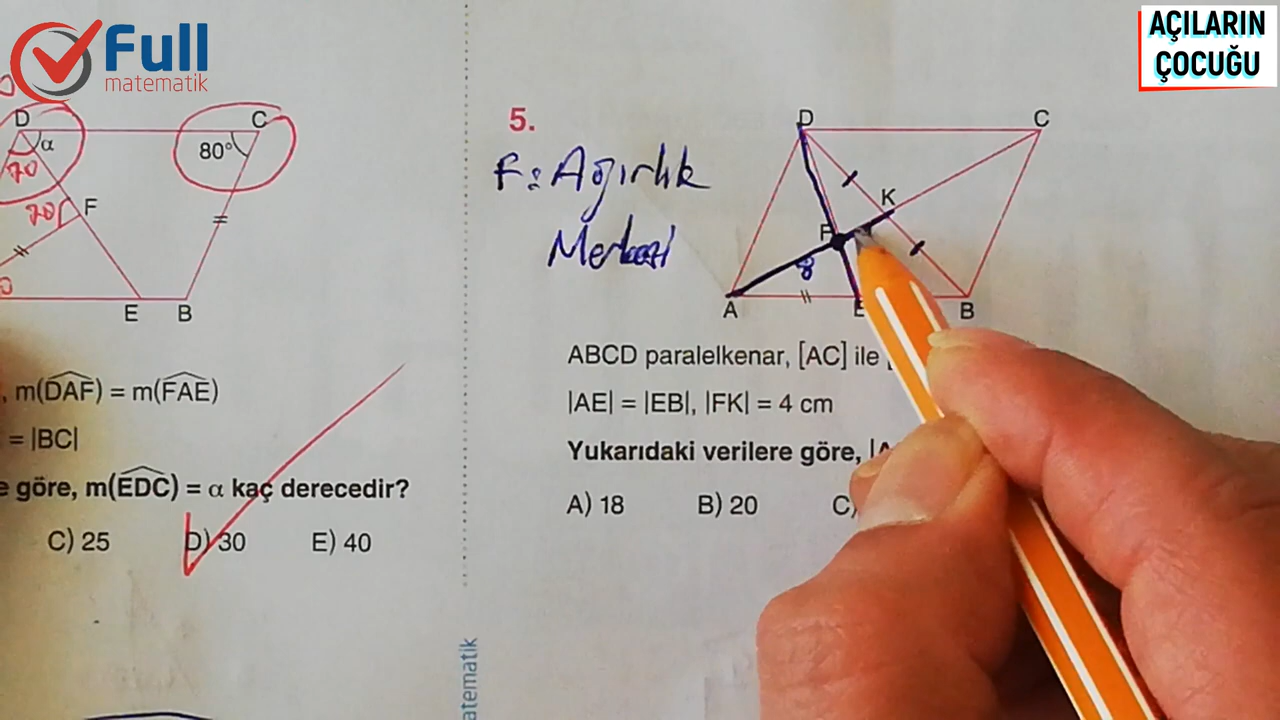 Full
matematik
AÇILARIN
ÇOCUĞU
D
C
α
80°
70
70
F
E
B
, m(DAF) = m(FAE)
= |BC|
göre, m(EDC) = α kaç derecedir?
C) 25 D) 30 E) 40
5.
F: Ağırlık
Merkezi
D
C
K
F
8
A
E
B
ABCD paralelkenar, [AC] ile
|AE| = |EB|, |FK| = 4 cm
Yukarıdaki verilere göre,
A) 18 B) 20 C)
atematik